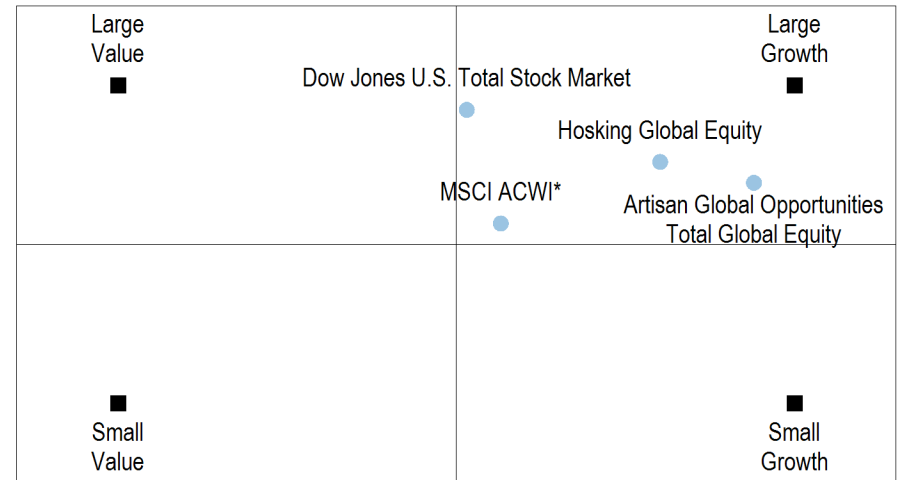 Large
Value
Large
Growth
Dow Jones U.S. Total Stock Market
Hosking Global Equity
MSCI ACWI*
Artisan Global Opportunities
Total Global Equity
Small
Value
Small
Growth